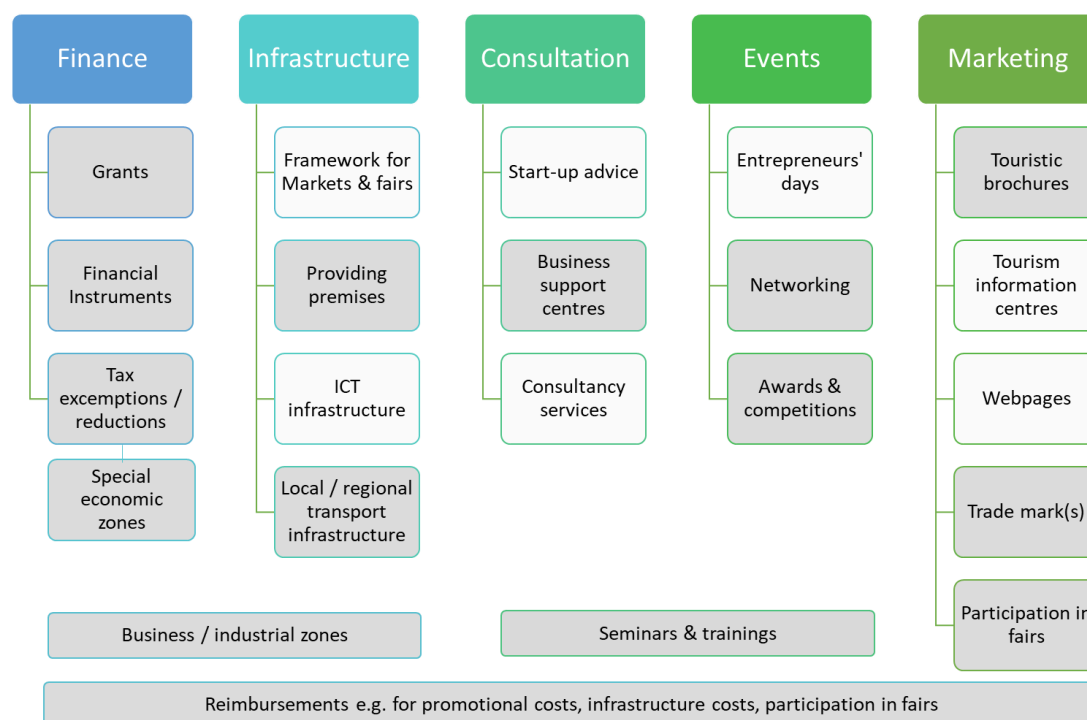 Finance
Infrastructure
Consultation
Events
Marketing
Grants
Financial
Instruments
Tax
excemptions /
reductions
Special
economic
zones
Framework for
Markets & fairs
Providing
premises
ICT
infrastructure
Local / regional
transport
infrastructure
Start-up advice
Business
support
centres
Consultancy
services
Entrepreneurs'
days
Networking
Awards &
competitions
Touristic
brochures
Tourism
information
centres
Webpages
Trade mark(s)
Participation in
fairs
Business / industrial zones
Seminars & trainings
Reimbursements e.g. for promotional costs, infrastructure costs, participation in fairs